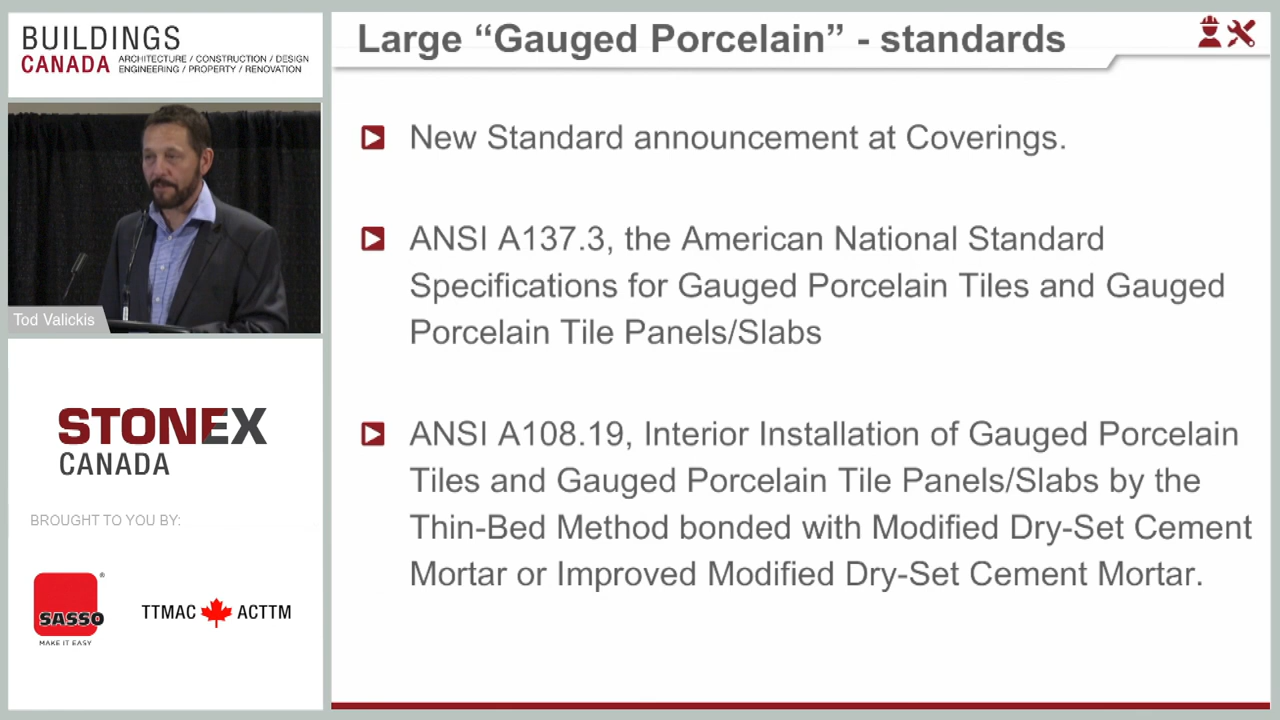 BUILDINGS
CANADA
ARCHITECTURE / CONSTRUCTION / DESIGN
ENGINEERING / PROPERTY / RENOVATION
Tod Valickis
STONEX
CANADA
BROUGHT TO YOU BY:
SASSO
®
MAKE IT EASY
TTMAC ACTTM
Large “Gauged Porcelain” - standards
New Standard announcement at Coverings.
ANSI A137.3, the American National Standard
Specifications for Gauged Porcelain Tiles and Gauged
Porcelain Tile Panels/Slabs
ANSI A108.19, Interior Installation of Gauged Porcelain
Tiles and Gauged Porcelain Tile Panels/Slabs by the
Thin-Bed Method bonded with Modified Dry-Set Cement
Mortar or Improved Modified Dry-Set Cement Mortar.